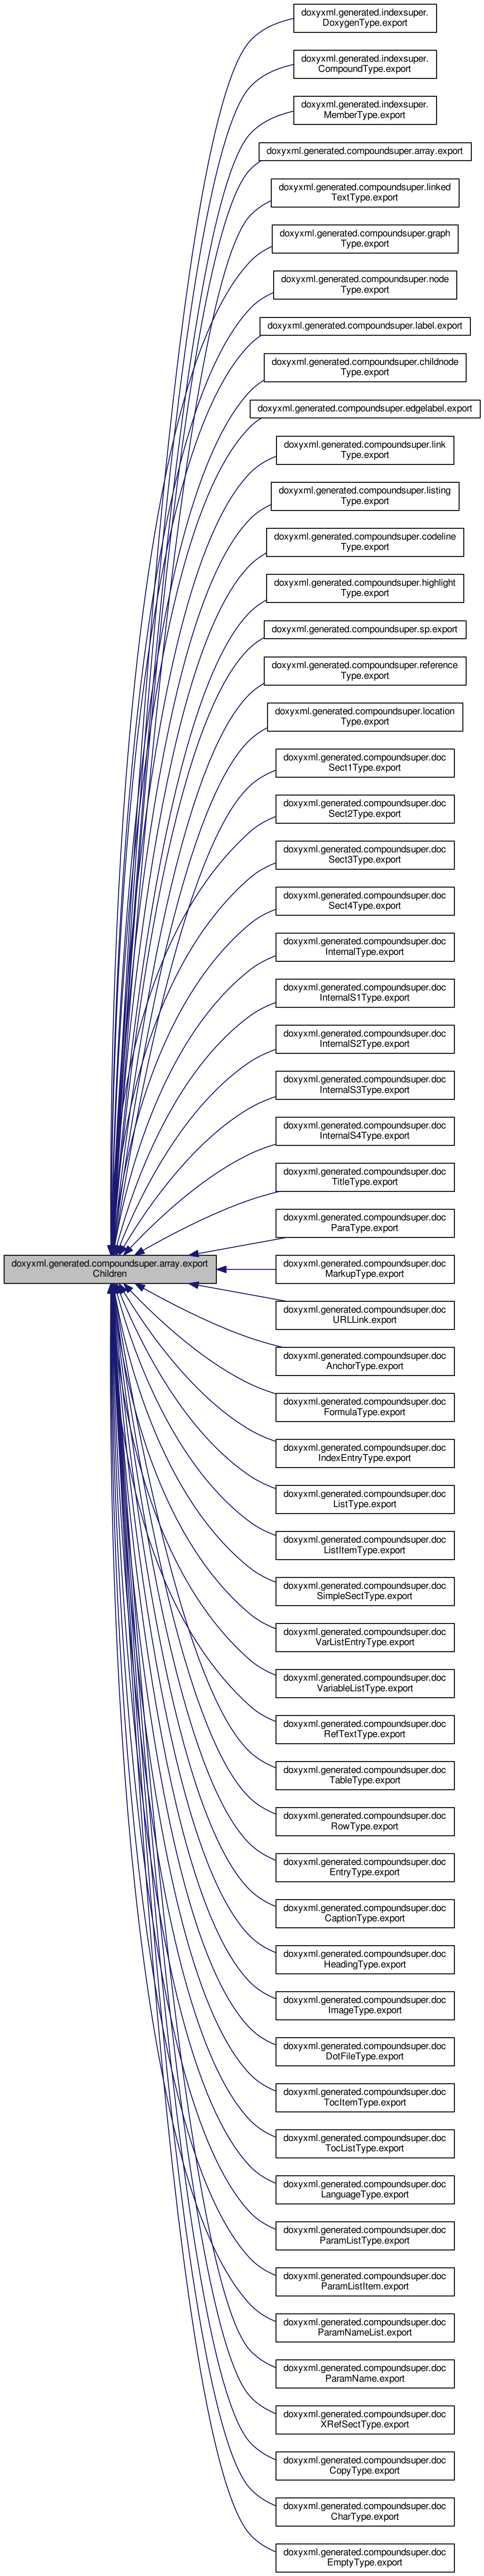 doxyxml.generated.indexsuper.
DoxygenType.export
doxyxml.generated.indexsuper.
CompoundType.export
doxyxml.generated.indexsuper.
MemberType.export
doxyxml.generated.compoundsuper.array.export
doxyxml.generated.compoundsuper.linked
TextType.export
doxyxml.generated.compoundsuper.graph
Type.export
doxyxml.generated.compoundsuper.node
Type.export
doxyxml.generated.compoundsuper.label.export
doxyxml.generated.compoundsuper.childnode
Type.export
doxyxml.generated.compoundsuper.edgelabel.export
doxyxml.generated.compoundsuper.link
Type.export
doxyxml.generated.compoundsuper.listing
Type.export
doxyxml.generated.compoundsuper.codeline
Type.export
doxyxml.generated.compoundsuper.highlight
Type.export
doxyxml.generated.compoundsuper.sp.export
doxyxml.generated.compoundsuper.reference
Type.export
doxyxml.generated.compoundsuper.location
Type.export
doxyxml.generated.compoundsuper.doc
Sect1Type.export
doxyxml.generated.compoundsuper.doc
Sect2Type.export
doxyxml.generated.compoundsuper.doc
Sect3Type.export
doxyxml.generated.compoundsuper.doc
Sect4Type.export
doxyxml.generated.compoundsuper.doc
InternalType.export
doxyxml.generated.compoundsuper.doc
InternalS1Type.export
doxyxml.generated.compoundsuper.doc
InternalS2Type.export
doxyxml.generated.compoundsuper.doc
InternalS3Type.export
doxyxml.generated.compoundsuper.doc
InternalS4Type.export
doxyxml.generated.compoundsuper.doc
TitleType.export
doxyxml.generated.compoundsuper.doc
ParaType.export
doxyxml.generated.compoundsuper.array.export
Children
doxyxml.generated.compoundsuper.doc
MarkupType.export
doxyxml.generated.compoundsuper.doc
URLLink.export
doxyxml.generated.compoundsuper.doc
AnchorType.export
doxyxml.generated.compoundsuper.doc
FormulaType.export
doxyxml.generated.compoundsuper.doc
IndexEntryType.export
doxyxml.generated.compoundsuper.doc
ListType.export
doxyxml.generated.compoundsuper.doc
ListItemType.export
doxyxml.generated.compoundsuper.doc
SimpleSectType.export
doxyxml.generated.compoundsuper.doc
VarListEntryType.export
doxyxml.generated.compoundsuper.doc
VariableListType.export
doxyxml.generated.compoundsuper.doc
RefTextType.export
doxyxml.generated.compoundsuper.doc
TableType.export
doxyxml.generated.compoundsuper.doc
RowType.export
doxyxml.generated.compoundsuper.doc
EntryType.export
doxyxml.generated.compoundsuper.doc
CaptionType.export
doxyxml.generated.compoundsuper.doc
HeadingType.export
doxyxml.generated.compoundsuper.doc
ImageType.export
doxyxml.generated.compoundsuper.doc
DotFileType.export
doxyxml.generated.compoundsuper.doc
TocItemType.export
doxyxml.generated.compoundsuper.doc
TocListType.export
doxyxml.generated.compoundsuper.doc
LanguageType.export
doxyxml.generated.compoundsuper.doc
ParamListType.export
doxyxml.generated.compoundsuper.doc
ParamListItem.export
doxyxml.generated.compoundsuper.doc
ParamNameList.export
doxyxml.generated.compoundsuper.doc
ParamName.export
doxyxml.generated.compoundsuper.doc
XRefSectType.export
doxyxml.generated.compoundsuper.doc
CopyType.export
doxyxml.generated.compoundsuper.doc
CharType.export
doxyxml.generated.compoundsuper.doc
EmptyType.export